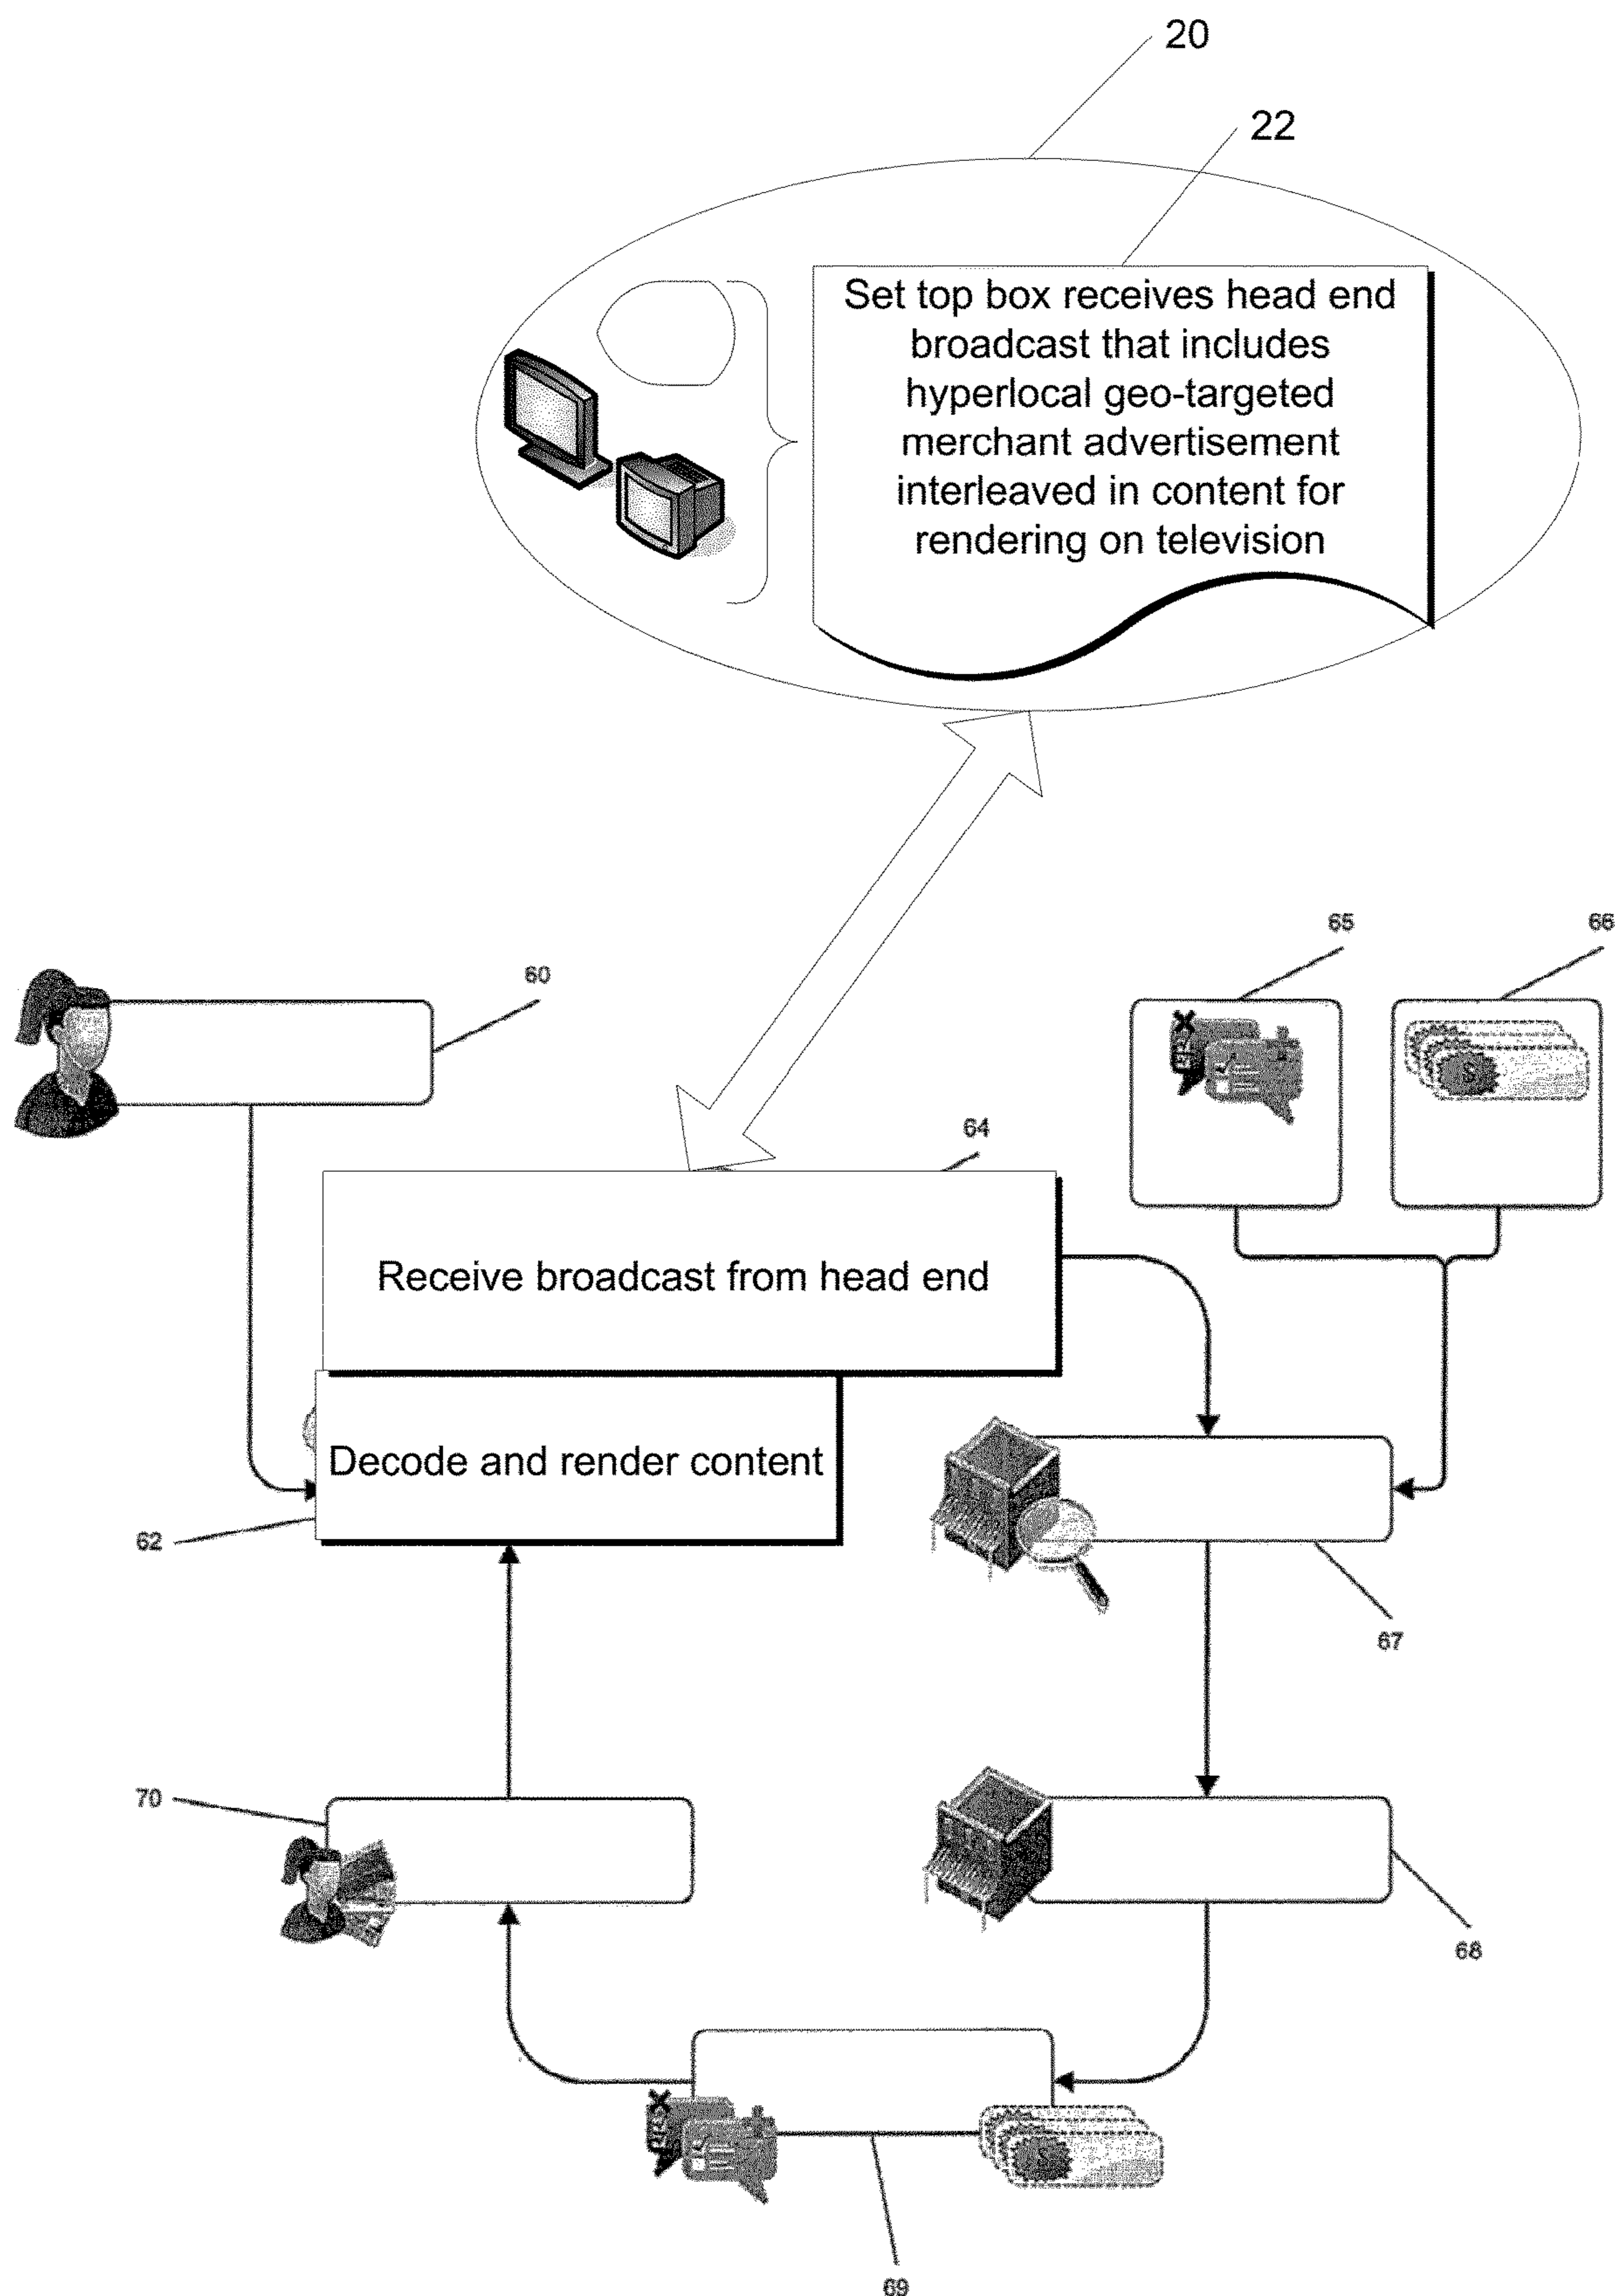 20
22
Set top box receives head end
broadcast that includes
hyperlocal geo-targeted
merchant advertisement
interleaved in content for
rendering on television
65
66
60
64
Receive broadcast from head end
Decode and render content
62
67
70
68
69
$
$